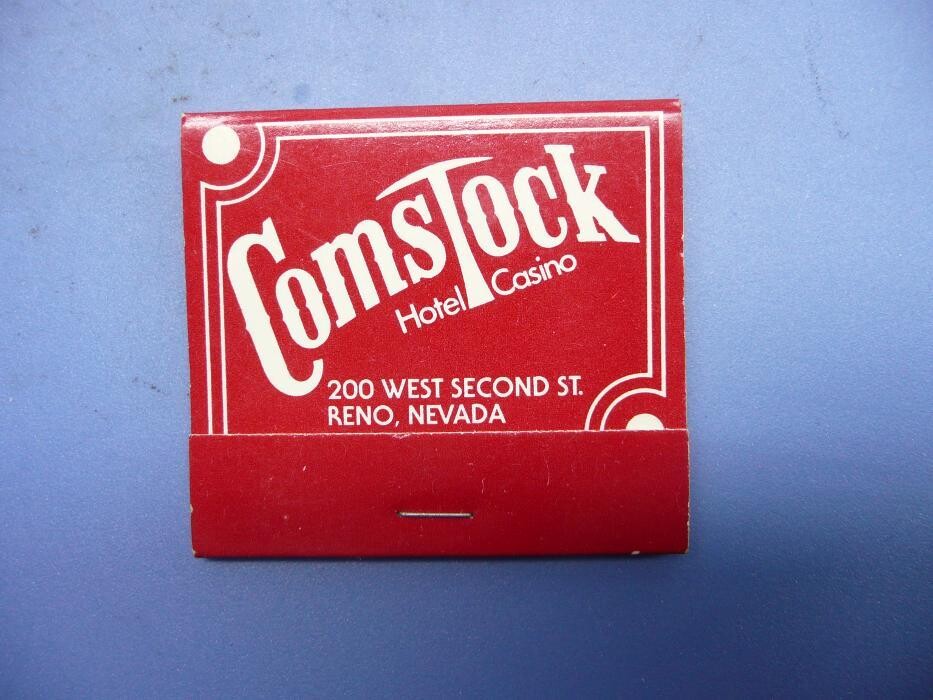 ComsTock
Hotel Casino
200 WEST SECOND ST.
RENO, NEVADA